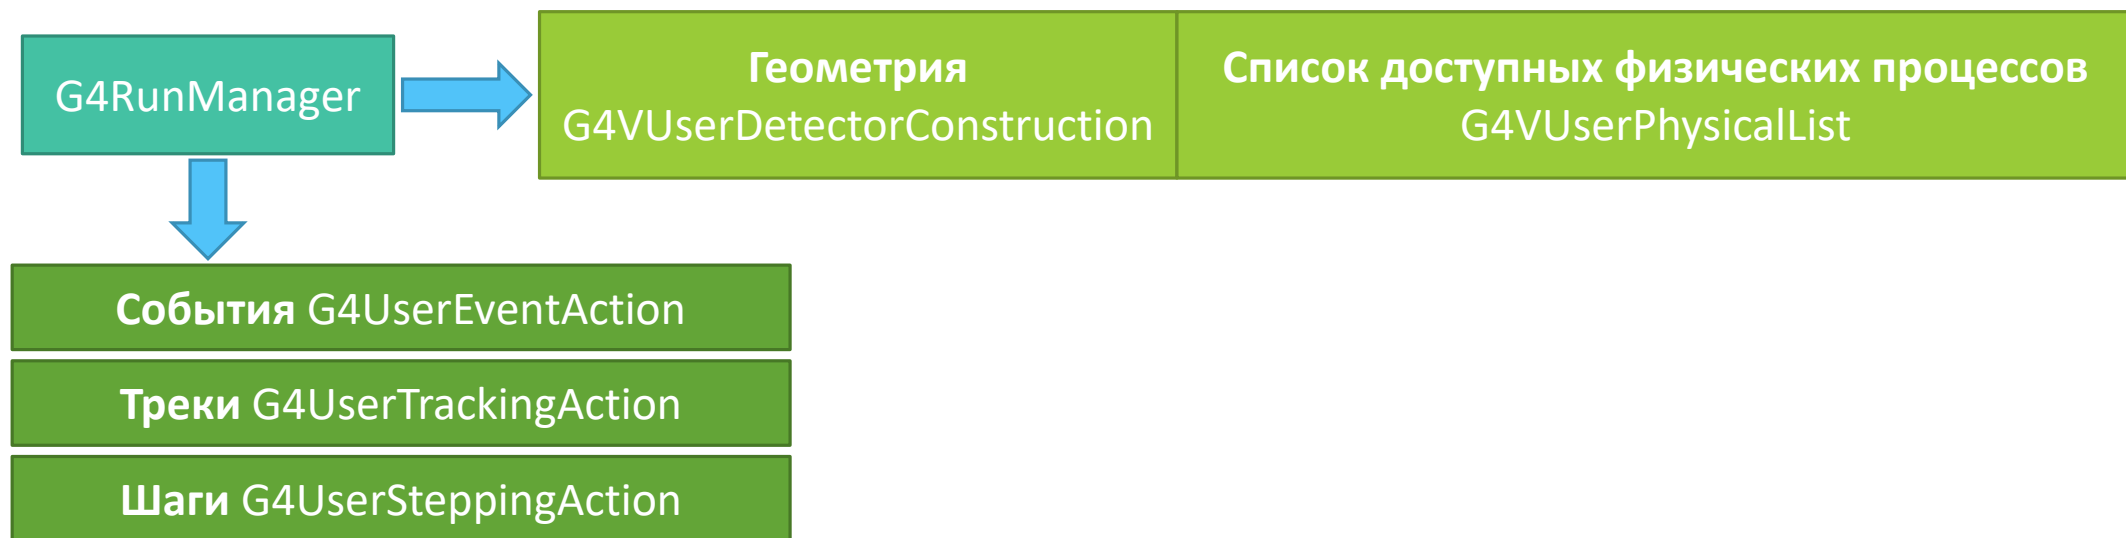 G4RunManager
Геометрия
G4VUserDetectorConstruction
Список доступных физических процессов
G4VUserPhysicalList
События G4UserEventAction
Треки G4UserTrackingAction
Шаги G4UserSteppingAction